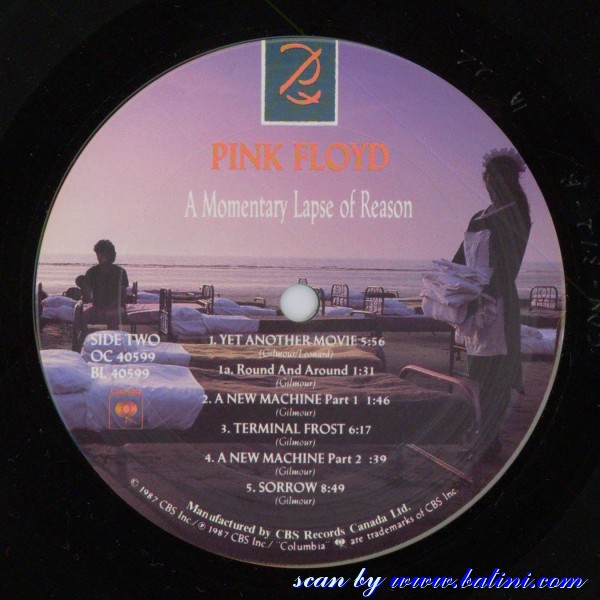 PINK FLOYD
A Momentary Lapse of Reason
SIDE TWO
OC 40599
BL 40599
1. YET ANOTHER MOVIE 5:56
(Gilmour/Leonard)
1a. Round And Around 1:31
(Gilmour)
2. A NEW MACHINE Part 1 1:46
(Gilmour)
3. TERMINAL FROST 6:17
(Gilmour)
4. A NEW MACHINE Part 2 :39
(Gilmour)
5. SORROW 8:49
(Gilmour)
Manufactured by CBS Records Canada Ltd.
© 1987 CBS Inc/℗ 1987 CBS Inc./ "Columbia" are trademarks of CBS Inc.
scan by www.batini.com